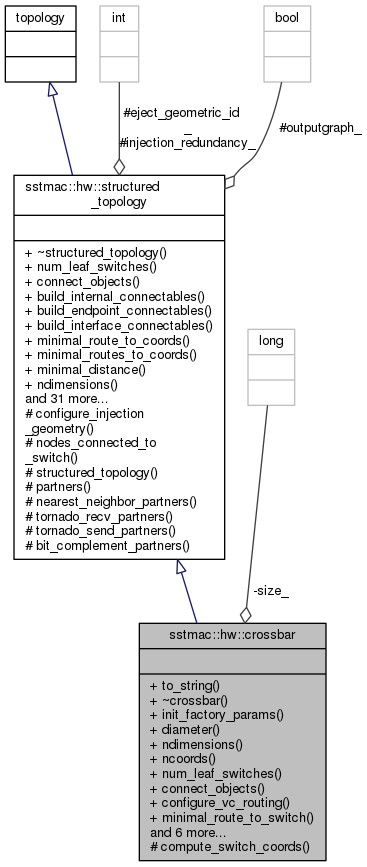 topology
int
bool
#eject_geometric_id
_
#injection_redundancy_
#outputgraph_
sstmac::hw::structured
_topology
+ ~structured_topology()
+ num_leaf_switches()
+ connect_objects()
+ build_internal_connectables()
+ build_endpoint_connectables()
+ build_interface_connectables()
+ minimal_route_to_coords()
+ minimal_routes_to_coords()
+ minimal_distance()
+ ndimensions()
and 31 more...
# configure_injection
_geometry()
# nodes_connected_to
_switch()
# structured_topology()
# partners()
# nearest_neighbor_partners()
# tornado_recv_partners()
# tornado_send_partners()
# bit_complement_partners()
long
-size_
sstmac::hw::crossbar
+ to_string()
+ ~crossbar()
+ init_factory_params()
+ diameter()
+ ndimensions()
+ ncoords()
+ num_leaf_switches()
+ connect_objects()
+ configure_vc_routing()
+ minimal_route_to_switch()
and 6 more...
# compute_switch_coords()